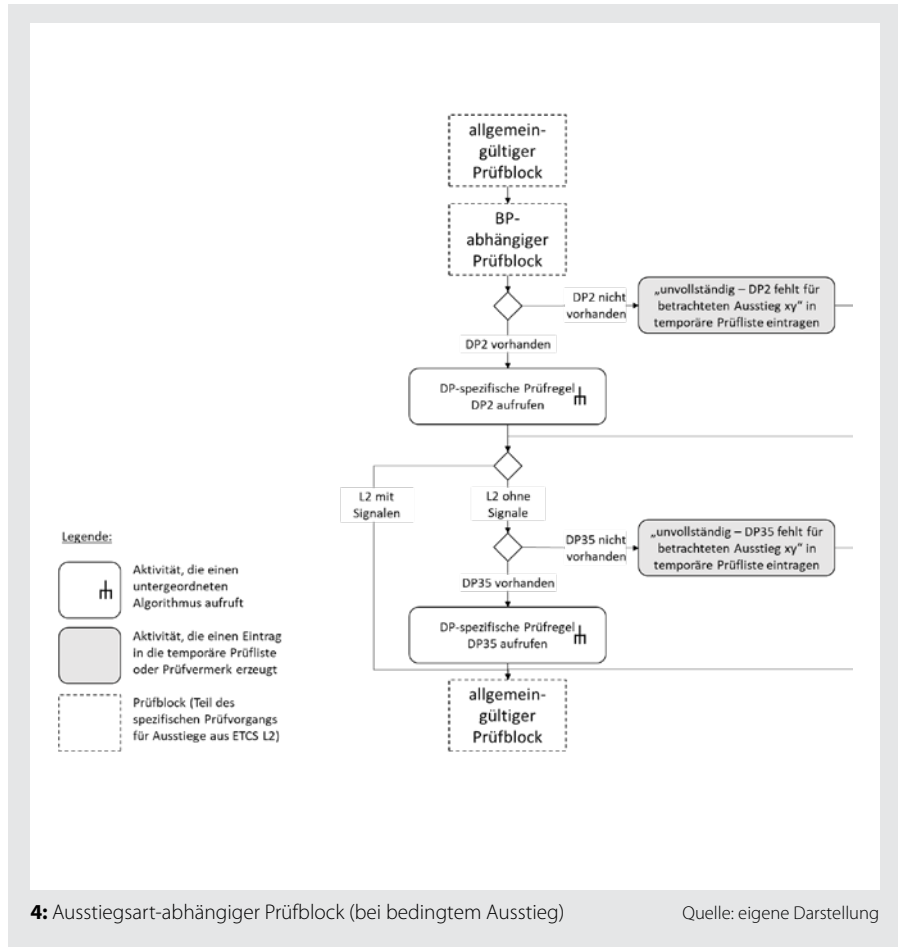 allgemein-
gültiger
Prüfblock
BP-
abhängiger
Prüfblock
DP2 nicht
vorhanden
„unvollständig – DP2 fehlt für
betrachteten Ausstieg xy“ in
temporäre Prüfliste eintragen
DP2 vorhanden
DP-spezifische Prüfregel
DP2 aufrufen
L2 mit
Signalen
L2 ohne
Signale
DP35 nicht
vorhanden
„unvollständig – DP35 fehlt für
betrachteten Ausstieg xy“ in
temporäre Prüfliste eintragen
DP35 vorhanden
DP-spezifische Prüfregel
DP35 aufrufen
allgemein-
gültiger
Prüfblock
Legende:
Aktivität, die einen
untergeordneten
Algorithmus aufruft
Aktivität, die einen Eintrag
in die temporäre Prüfliste
oder Prüfvermerk erzeugt
Prüfblock (Teil des
spezifischen Prüfvorgangs
für Ausstiege aus ETCS L2)
4: Ausstiegsart-abhängiger Prüfblock (bei bedingtem Ausstieg)
Quelle: eigene Darstellung